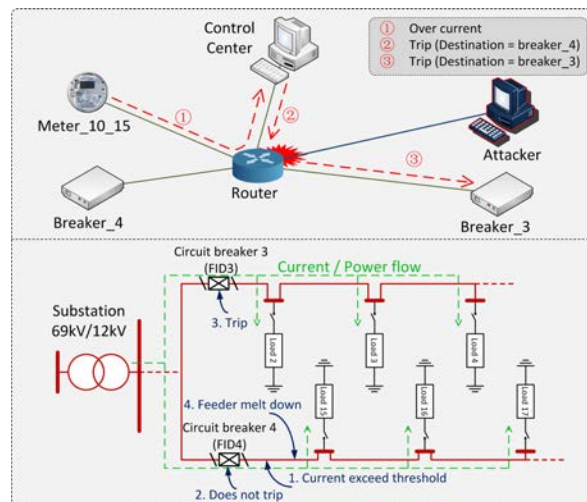 Control
Center
① Over current
② Trip (Destination = breaker_4)
③ Trip (Destination = breaker_3)
①
②
Meter_10_15
③
Attacker
Router
Breaker_4
Breaker_3
Circuit breaker 3
(FID3)
Current / Power flow
Substation
69kV/12kV
3. Trip
Load 2
Load 3
Load 4
4. Feeder melt down
Load 15
Load 16
Load 17
Circuit breaker 4
(FID4)
1. Current exceed threshold
2. Does not trip